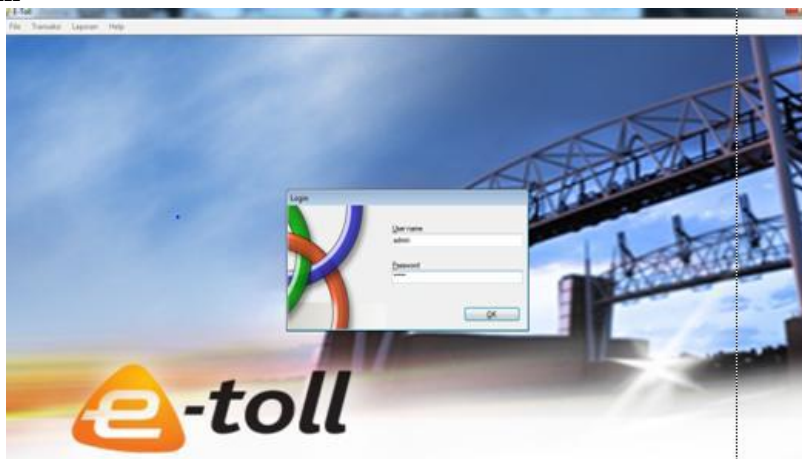 E-Toll
File Transaksi Laporan Help
Login
User name
admin
Password
OK
e-toll